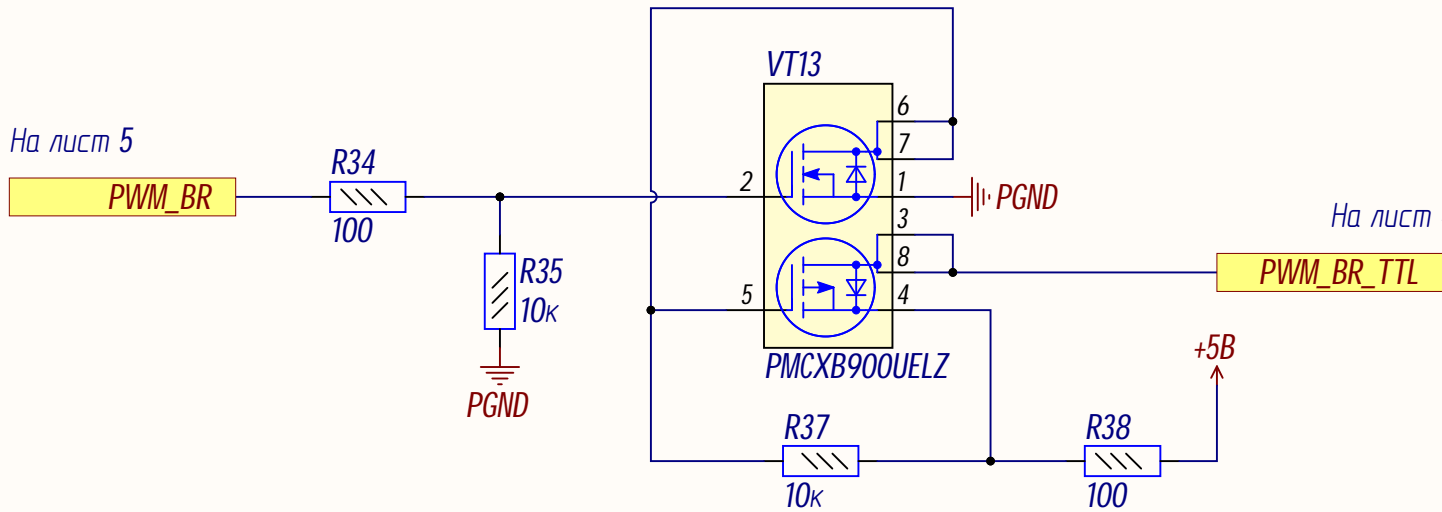 VT13
На лист 5
PWM_BR
R34
100
R35
10к
PGND
2
5
6
7
1
3
8
4
PGND
PMCXB900UELZ
На лист
PWM_BR_TTL
+5В
R37
10к
R38
100